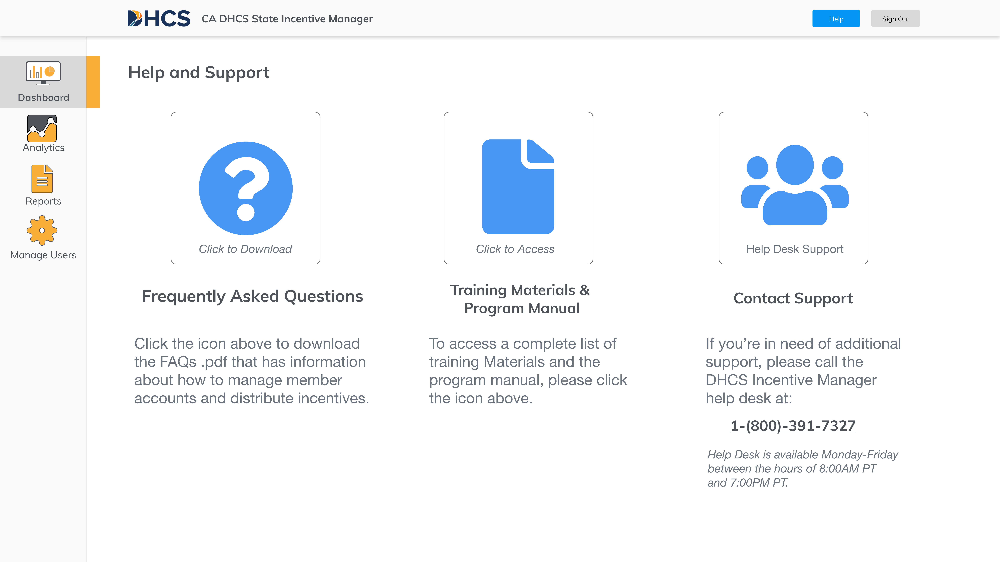 DHCS
CA DHCS State Incentive Manager
Help
Sign Out
Dashboard
Analytics
Reports
Manage Users
Help and Support
Click to Download
Frequently Asked Questions
Click the icon above to download
the FAQs .pdf that has information
about how to manage member
accounts and distribute incentives.
Click to Access
Training Materials &
Program Manual
To access a complete list of
training Materials and the
program manual, please click
the icon above.
Help Desk Support
Contact Support
If you’re in need of additional
support, please call the
DHCS Incentive Manager
help desk at:
1-(800)-391-7327
Help Desk is available Monday-Friday
between the hours of 8:00AM PT
and 7:00PM PT.